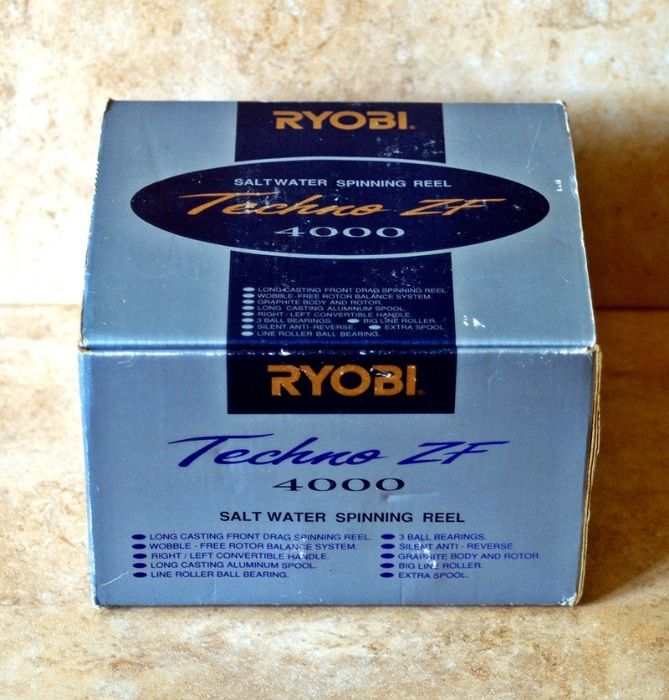 RYOBI.
SALTWATER SPINNING REEL
Techno ZF
4000
LONG CASTING FRONT DRAG SPINNING REEL
WOBBLE-FREE ROTOR BALANCE SYSTEM.
GRAPHITE BODY AND ROTOR.
LONG CASTING ALUMINUM SPOOL.
RIGHT / LEFT CONVERTIBLE HANDLE.
3 BALL BEARINGS. BIG LINE ROLLER.
SILENT ANTI-REVERSE. EXTRA SPOOL
LINE ROLLER BALL BEARING.
RYOBI
Techno ZF
4000
SALT WATER SPINNING REEL
LONG CASTING FRONT DRAG SPINNING REEL.
WOBBLE - FREE ROTOR BALANCE SYSTEM.
RIGHT / LEFT CONVERTIBLE HANDLE.
LONG CASTING ALUMINUM SPOOL.
LINE ROLLER BALL BEARING.
3 BALL BEARINGS.
SILENT ANTI - REVERSE.
GRAPHITE BODY AND ROTOR.
BIG LINE ROLLER.
EXTRA SPOOL.